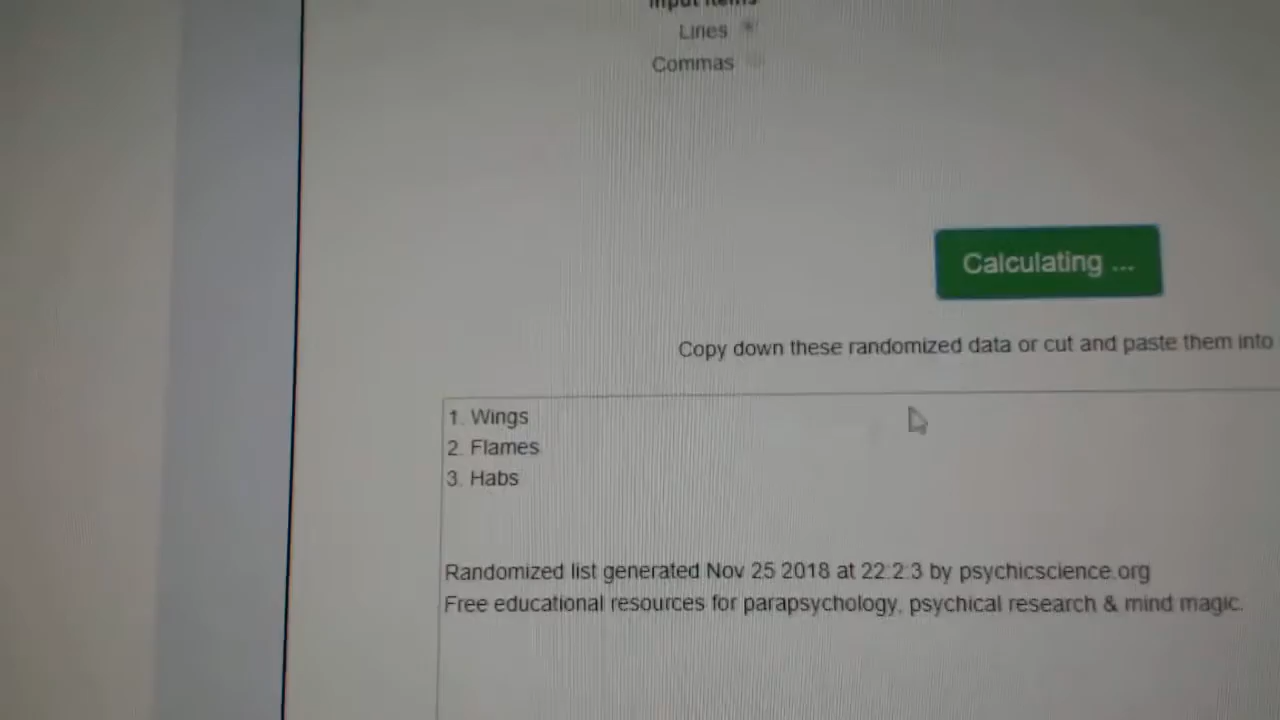 Input Items
Lines
Commas
Calculating ...
Copy down these randomized data or cut and paste them into
1. Wings
2. Flames
3. Habs
Randomized list generated Nov 25 2018 at 22:2:3 by psychicscience.org
Free educational resources for parapsychology, psychical research & mind magic.